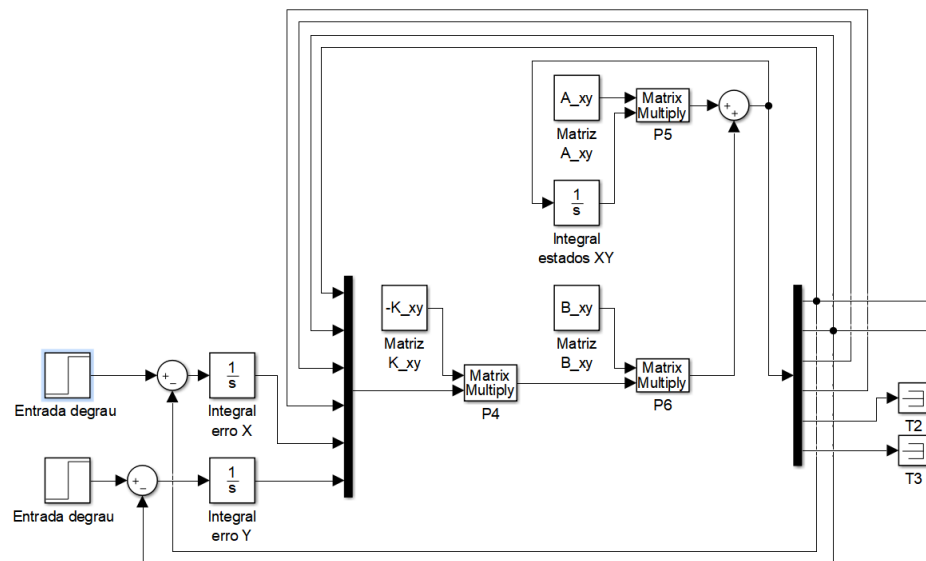 A_xy
Matrix
Multiply
+
+
Matriz
A_xy
P5
1
s
Integral
estados XY
-K_xy
B_xy
Matriz
K_xy
Matriz
B_xy
Matrix
Multiply
P4
Matrix
Multiply
P6
Entrada degrau
+
−
1
s
Integral
erro X
T2
Entrada degrau
+
−
1
s
Integral
erro Y
T3